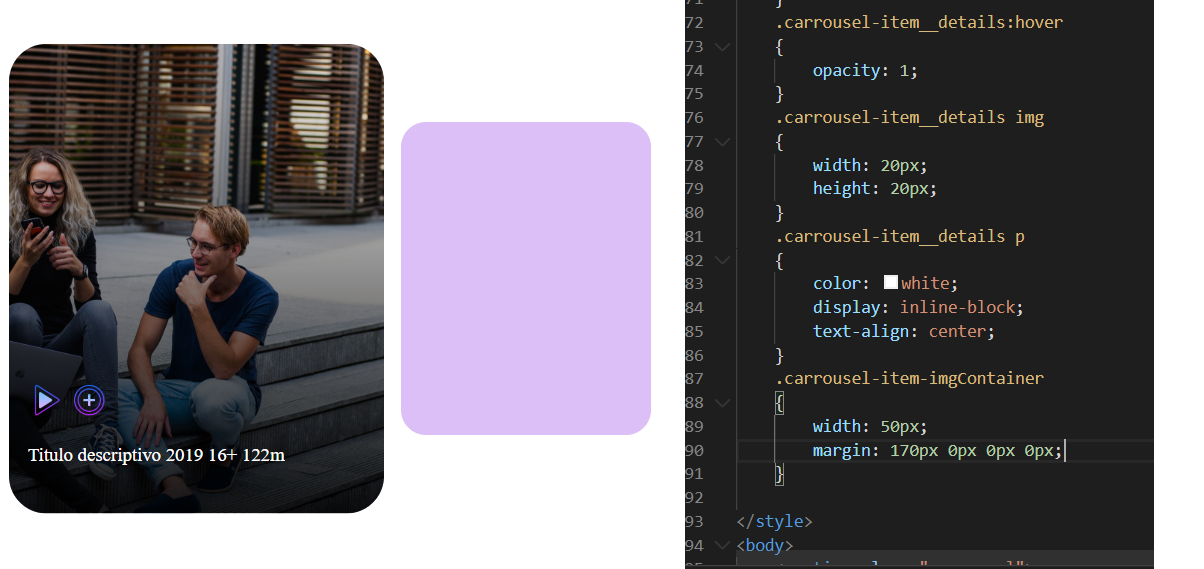 Titulo descriptivo 2019 16+ 122m
71 }
72 .carrousel-item__details:hover
73 {
74 opacity: 1;
75 }
76 .carrousel-item__details img
77 {
78 width: 20px;
79 height: 20px;
80 }
81 .carrousel-item__details p
82 {
83 color: white;
84 display: inline-block;
85 text-align: center;
86 }
87 .carrousel-item-imgContainer
88 {
89 width: 50px;
90 margin: 170px 0px 0px 0px;
91 }
92
93 </style>
94 <body>